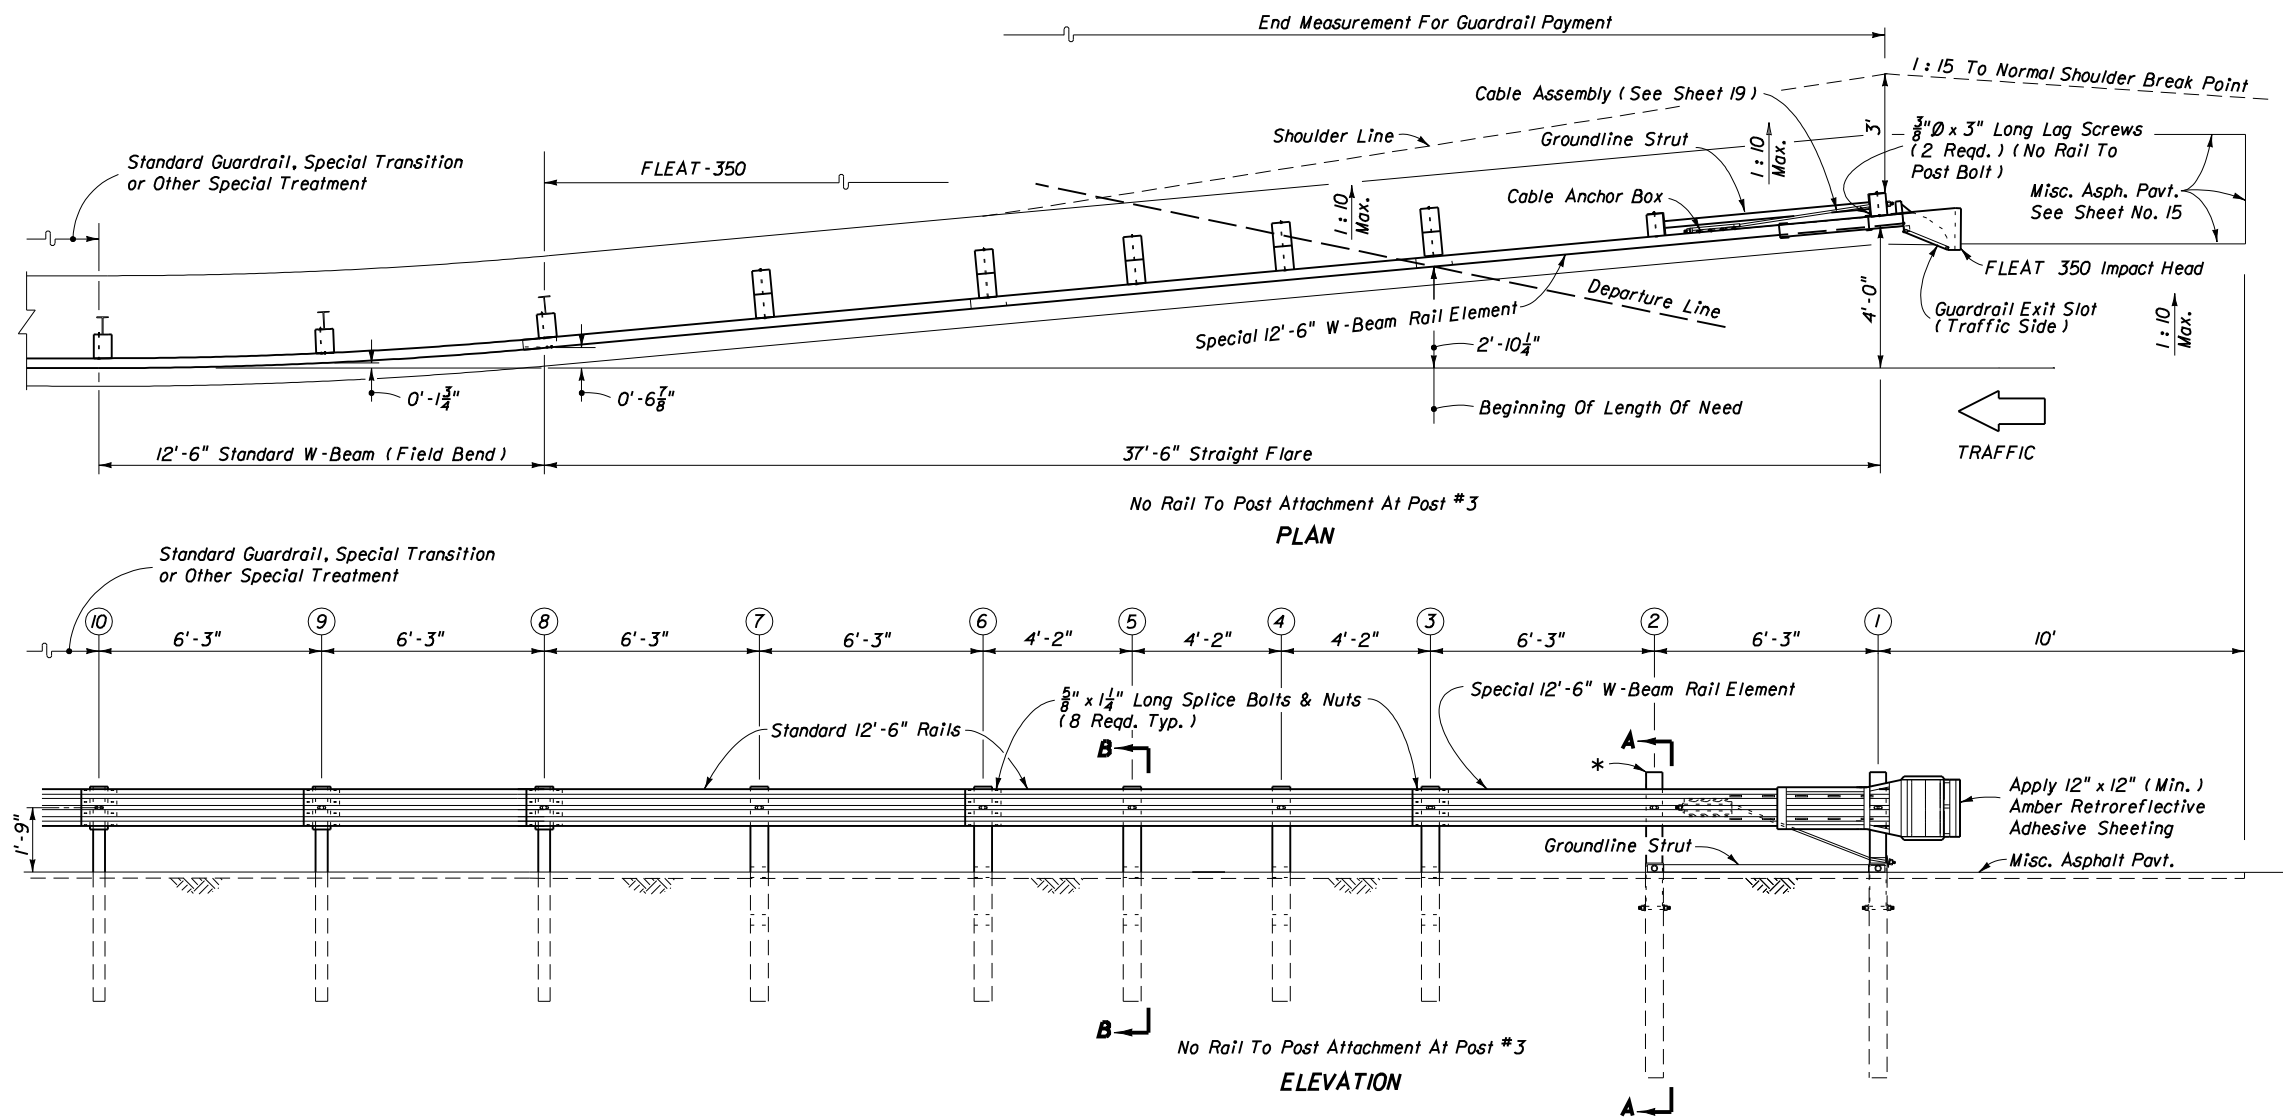 End Measurement For Guardrail Payment
1 : 15 To Normal Shoulder Break Point
Cable Assembly ( See Sheet 19 )
Shoulder Line
Groundline Strut
1 : 10
Max.
3'
3/8"Ø x 3" Long Lag Screws
( 2 Reqd. ) ( No Rail To
Post Bolt )
Standard Guardrail, Special Transition
or Other Special Treatment
FLEAT-350
1 : 10
Max.
Cable Anchor Box
Misc. Asph. Pavt.
See Sheet No. 15
FLEAT 350 Impact Head
Departure Line
Guardrail Exit Slot
( Traffic Side )
4'-0"
1 : 10
Max.
Special 12'-6" W-Beam Rail Element
2'-10 1/4"
0'-1 3/4"
0'-6 7/8"
Beginning Of Length Of Need
12'-6" Standard W-Beam ( Field Bend )
37'-6" Straight Flare
TRAFFIC
No Rail To Post Attachment At Post #3
PLAN
Standard Guardrail, Special Transition
or Other Special Treatment
10 9 8 7 6 5 4 3 2 1
6'-3" 6'-3" 6'-3" 6'-3" 4'-2" 4'-2" 4'-2" 6'-3" 6'-3" 10'
5/8" x 1 1/4" Long Splice Bolts & Nuts
( 8 Reqd. Typ. )
Special 12'-6" W-Beam Rail Element
Standard 12'-6" Rails
B
A
*
Apply 12" x 12" ( Min. )
Amber Retroreflective
Adhesive Sheeting
1'-9"
Groundline Strut
Misc. Asphalt Pavt.
B
No Rail To Post Attachment At Post #3
ELEVATION
A